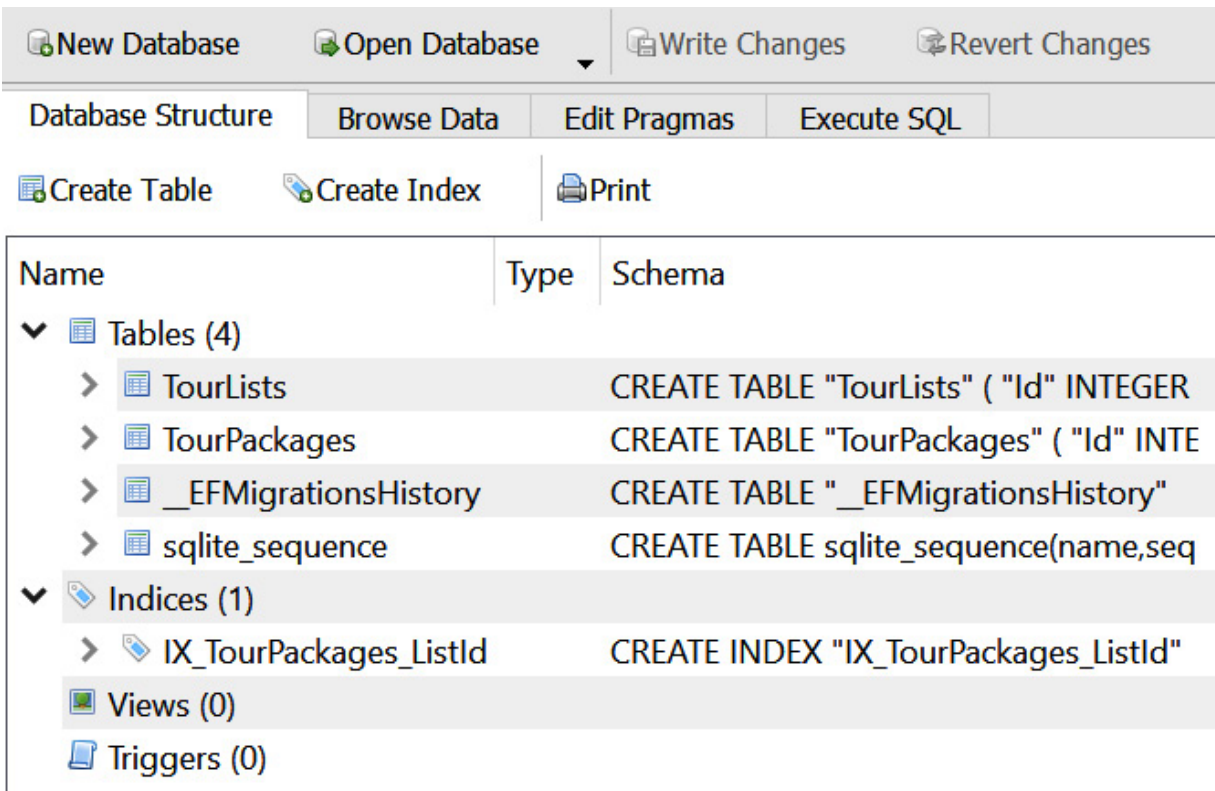 New Database Open Database Write Changes Revert Changes
Database Structure Browse Data Edit Pragmas Execute SQL
Create Table Create Index Print
Name Type Schema
Tables (4)
TourLists CREATE TABLE "TourLists" ( "Id" INTEGER
TourPackages CREATE TABLE "TourPackages" ( "Id" INTE
__EFMigrationsHistory CREATE TABLE "__EFMigrationsHistory"
sqlite_sequence CREATE TABLE sqlite_sequence(name,seq
Indices (1)
IX_TourPackages_ListId CREATE INDEX "IX_TourPackages_ListId"
Views (0)
Triggers (0)